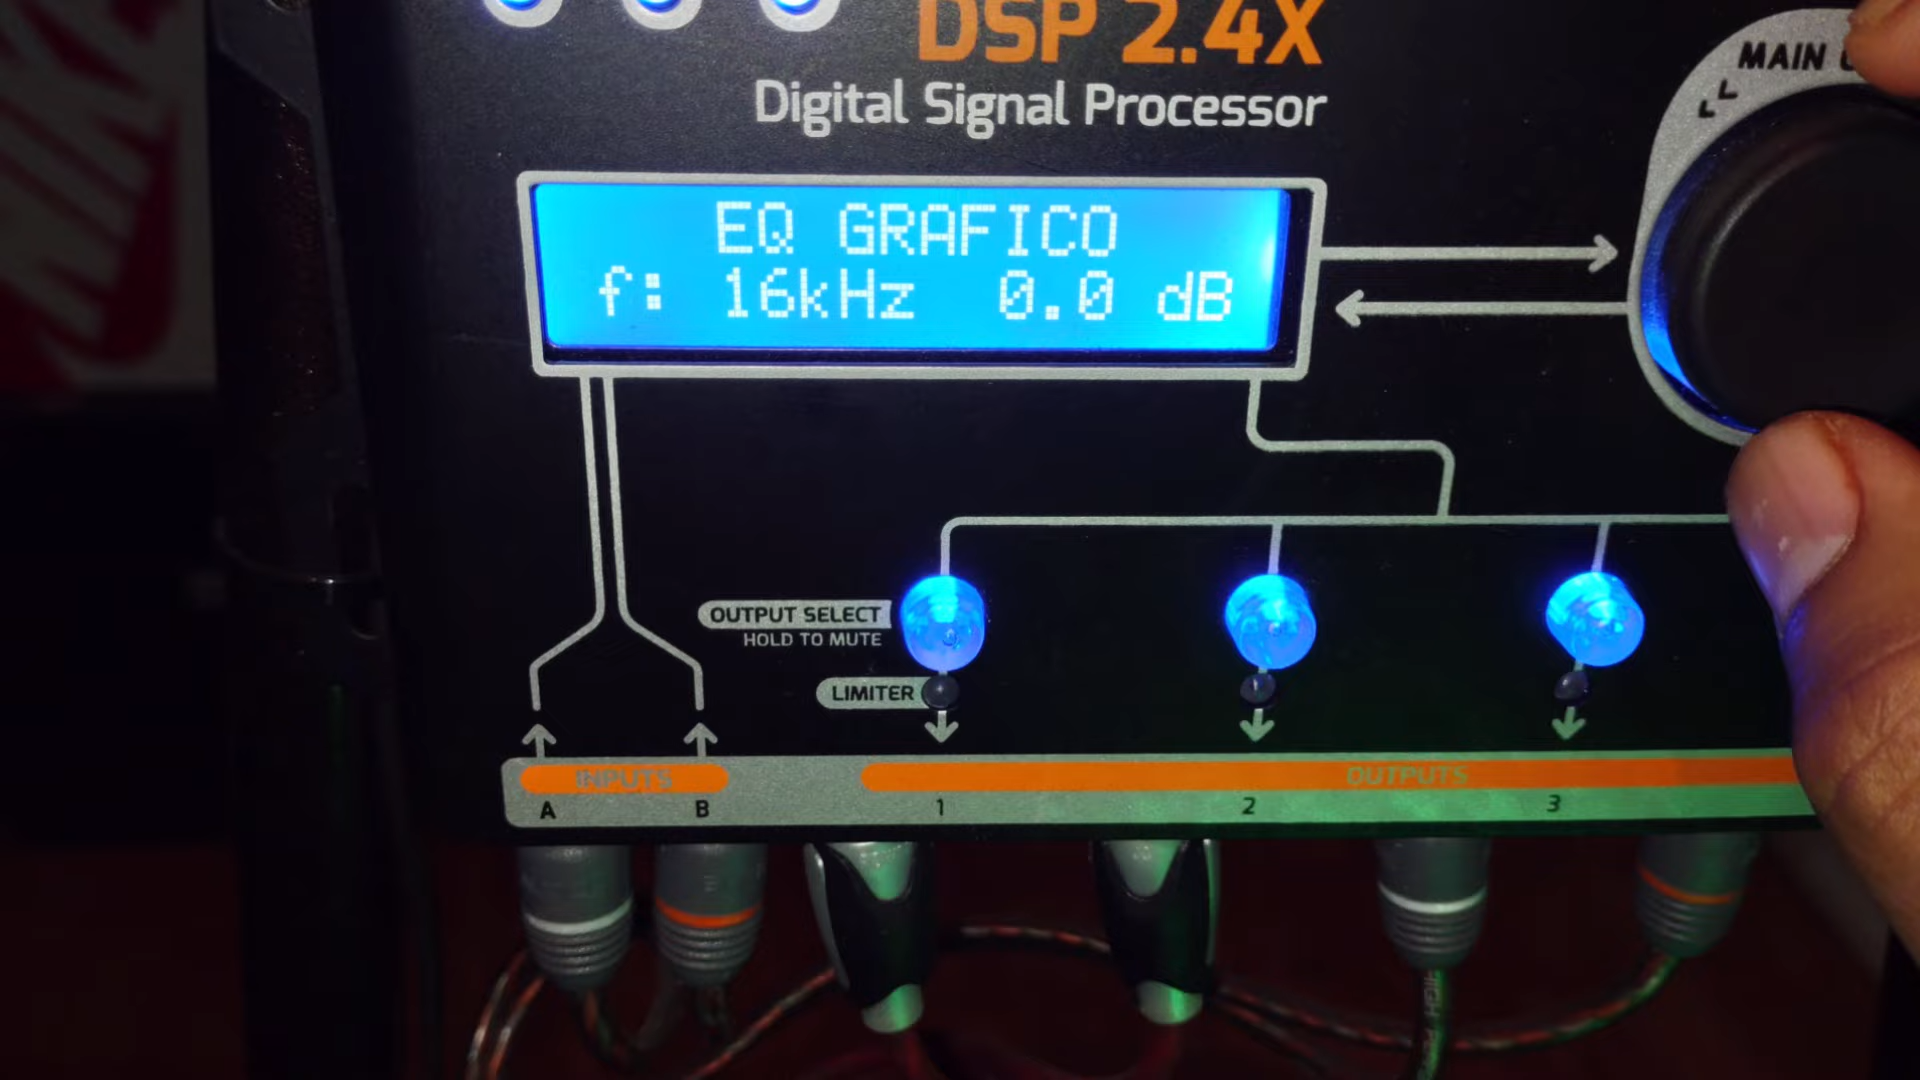 DSP 2.4X
Digital Signal Processor
MAIN
EQ GRAFICO
f: 16kHz 0.0 dB
OUTPUT SELECT
HOLD TO MUTE
LIMITER
INPUTS
OUTPUTS
A B 1 2 3